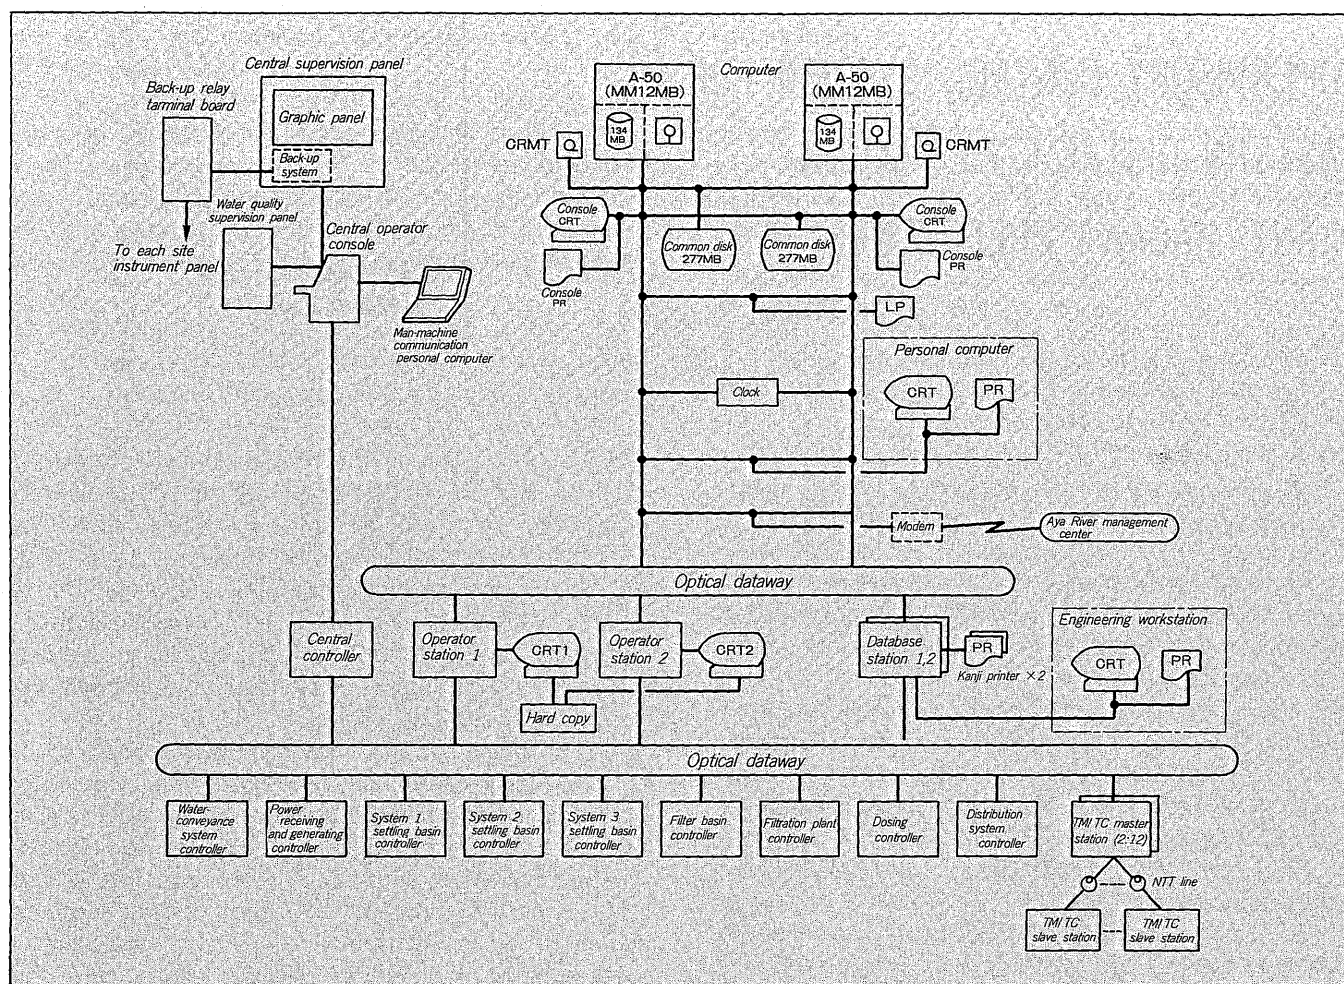 Central supervision panel
Back-up relay
tarminal board
Graphic panel
Back-up
system
Water quality
supervision panel
Central operator
console
To each site
instrument panel
Man-machine
communication
personal computer
Computer
A-50
(MM12MB)
134
MB
A-50
(MM12MB)
134
MB
CRMT
CRMT
Console
CRT
Console
CRT
Common disk
277MB
Common disk
277MB
Console
PR
Console
PR
LP
Personal computer
CRT
PR
Clock
Modem
Aya River management
center
Optical dataway
Central
controller
Operator
station 1
CRT1
Operator
station 2
CRT2
Hard copy
Database
station 1,2
PR
Kanji printer ×2
Engineering workstation
CRT
PR
Optical dataway
Water-
conveyance
system
controller
Power
receiving
and generating
controller
System 1
settling basin
controller
System 2
settling basin
controller
System 3
settling basin
controller
Filter basin
controller
Filtration plant
controller
Dosing
controller
Distribution
system
controller
TM/TC master
station (2:12)
NTT line
TM/TC
slave station
TM/TC
slave station